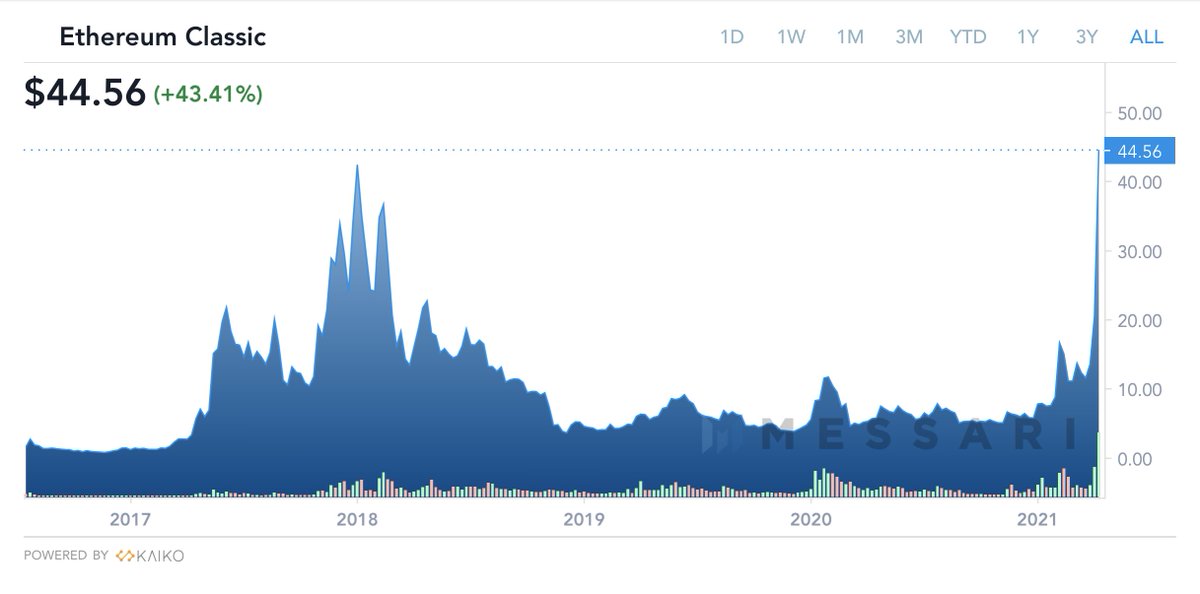 Ethereum Classic
1D 1W 1M 3M YTD 1Y 3Y ALL
$44.56 (+43.41%)
50.00
44.56
40.00
30.00
20.00
10.00
MESSARI
0.00
2017 2018 2019 2020 2021
POWERED BY KAIKO